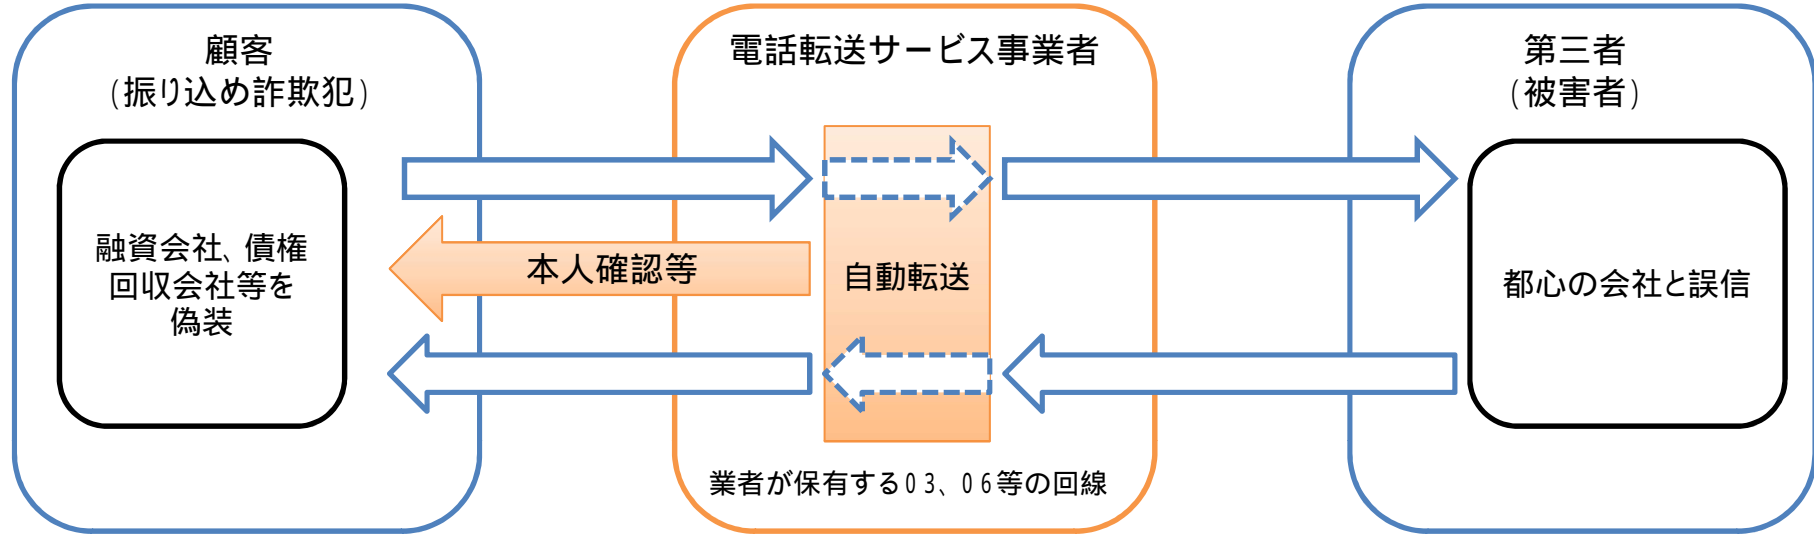 顧客
(振り込め詐欺犯)
融資会社、債権
回収会社等を
偽装
電話転送サービス事業者
本人確認等
自動転送
業者が保有する03、06等の回線
第三者
(被害者)
都心の会社と誤信